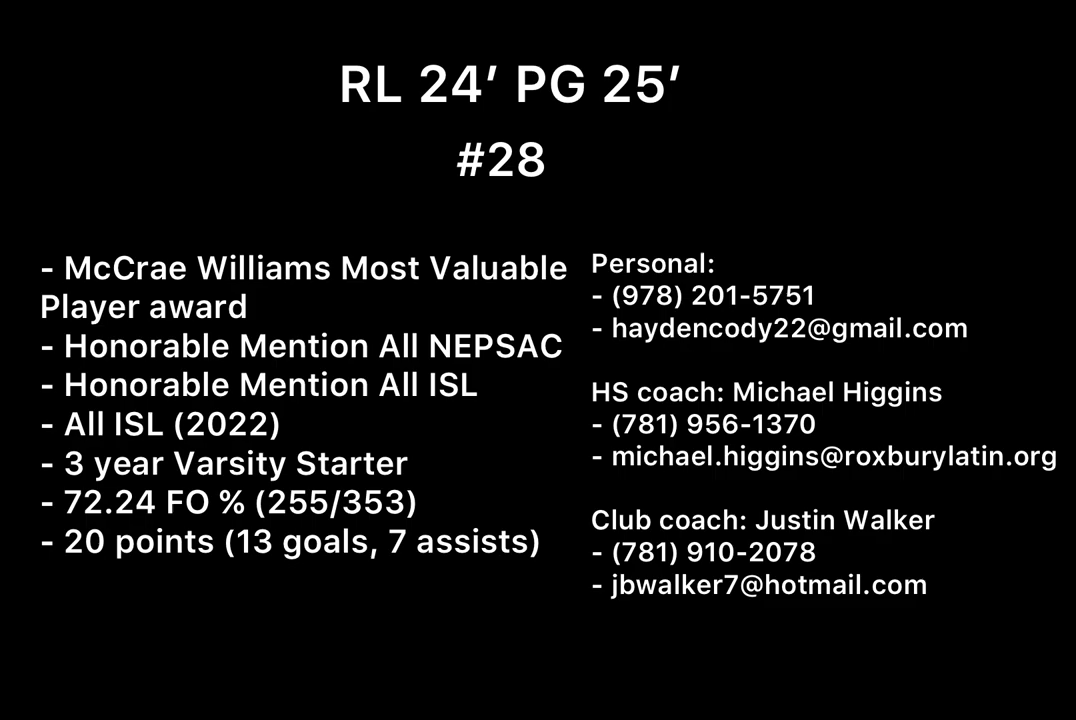 RL 24’ PG 25’
#28
- McCrae Williams Most Valuable
Player award
- Honorable Mention All NEPSAC
- Honorable Mention All ISL
- All ISL (2022)
- 3 year Varsity Starter
- 72.24 FO % (255/353)
- 20 points (13 goals, 7 assists)
Personal:
- (978) 201-5751
- haydencody22@gmail.com
HS coach: Michael Higgins
- (781) 956-1370
- michael.higgins@roxburylatin.org
Club coach: Justin Walker
- (781) 910-2078
- jbwalker7@hotmail.com